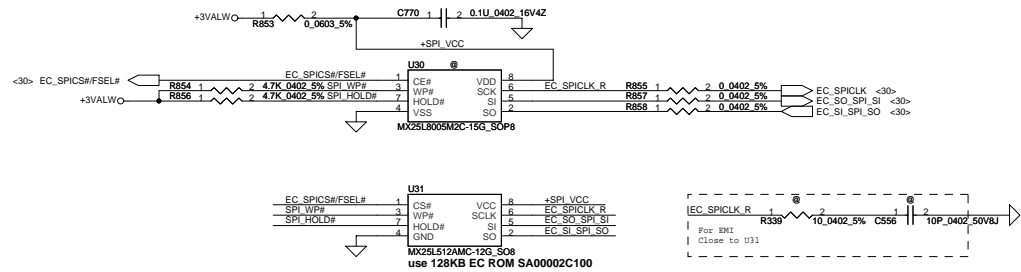 +3VALW
R853
1
2
0_0603_5%
C770
1
2
0.1U_0402_16V4Z
+SPI_VCC
U30
@
<30> EC_SPICS#/FSEL#
EC_SPICS#/FSEL#
1
CE#
VDD
8
R854
1
2
4.7K_0402_5%
SPI_WP#
3
WP#
SCK
6
EC_SPICLK_R
R855
1
2
0_0402_5%
EC_SPICLK <30>
+3VALW
R856
1
2
4.7K_0402_5%
SPI_HOLD#
7
HOLD#
SI
5
R857
1
2
0_0402_5%
EC_SO_SPI_SI <30>
4
VSS
SO
2
R858
1
2
0_0402_5%
EC_SI_SPI_SO <30>
MX25L8005M2C-15G_SOP8
U31
EC_SPICS#/FSEL#
1
CS#
VCC
8
+SPI_VCC
SPI_WP#
3
WP#
SCLK
6
EC_SPICLK_R
SPI_HOLD#
7
HOLD#
SI
5
EC_SO_SPI_SI
4
GND
SO
2
EC_SI_SPI_SO
MX25L512AMC-12G_SO8
use 128KB EC ROM SA00002C100
@
@
EC_SPICLK_R
1
2
R339
10_0402_5%
C556
1
2
10P_0402_50V8J
For EMI
Close to U31